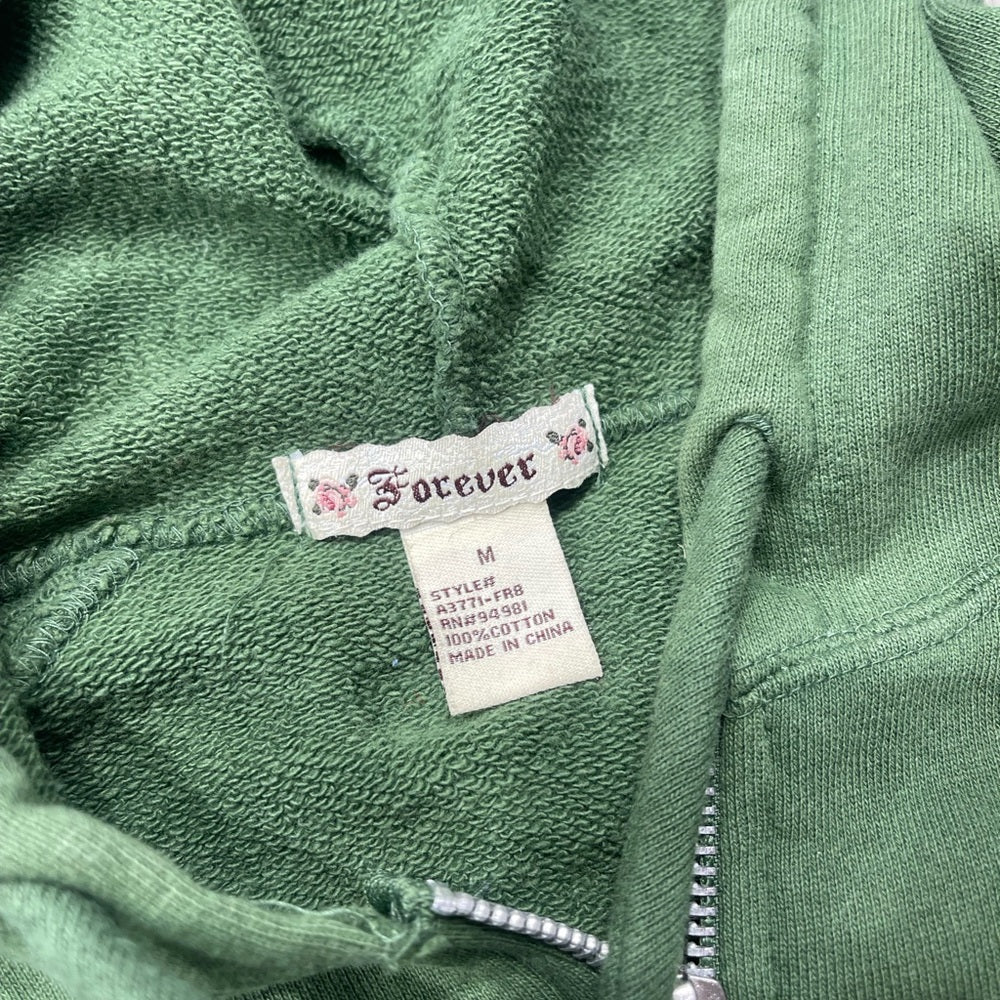 Forever
M
STYLE#
A3771-FR8
RN#94981
100%COTTON
MADE IN CHINA